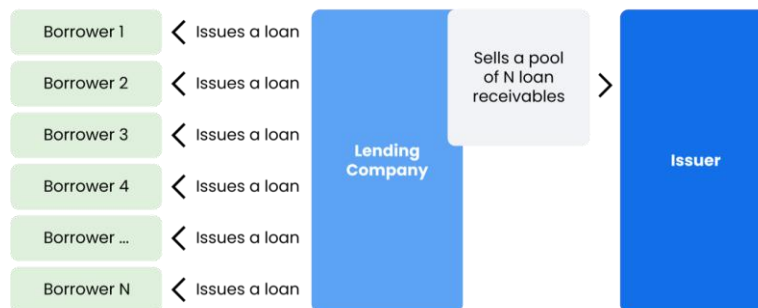 Borrower 1
Issues a loan
Borrower 2
Issues a loan
Borrower 3
Issues a loan
Borrower 4
Issues a loan
Borrower ...
Issues a loan
Borrower N
Issues a loan
Lending
Company
Sells a pool
of N loan
receivables
Issuer